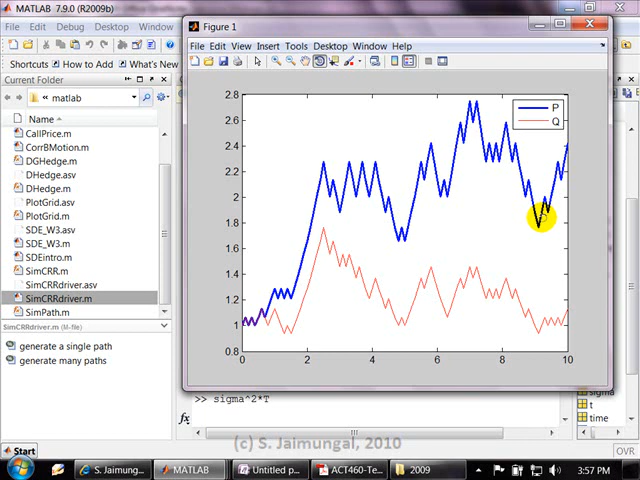 MATLAB 7.9.0 (R2009b)
File Edit Debug Desktop
Shortcuts How to Add What's New
Current Folder
matlab
Name
CallPrice.m
CorrBMotion.m
DGHedge.m
DHedge.asv
DHedge.m
PlotGrid.asv
PlotGrid.m
SDE_W3.asv
SDE_W3.m
SDEintro.m
SimCRR.m
SimCRRdriver.asv
SimCRRdriver.m
SimPath.m
SimCRRdriver.m (M-file)
generate a single path
generate many paths
Figure 1
File Edit View Insert Tools Desktop Window Help
2.8
2.6
2.4
2.2
2
1.8
1.6
1.4
1.2
1
0.8
0 2 4 6 8 10
P
Q
>> sigma^2*T
fx
sigma
t
time
(c) S. Jaimungal, 2010
Start
OVR
S. Jaimung... MATLAB Untitled p... ACT460-Te... 2009 3:57 PM